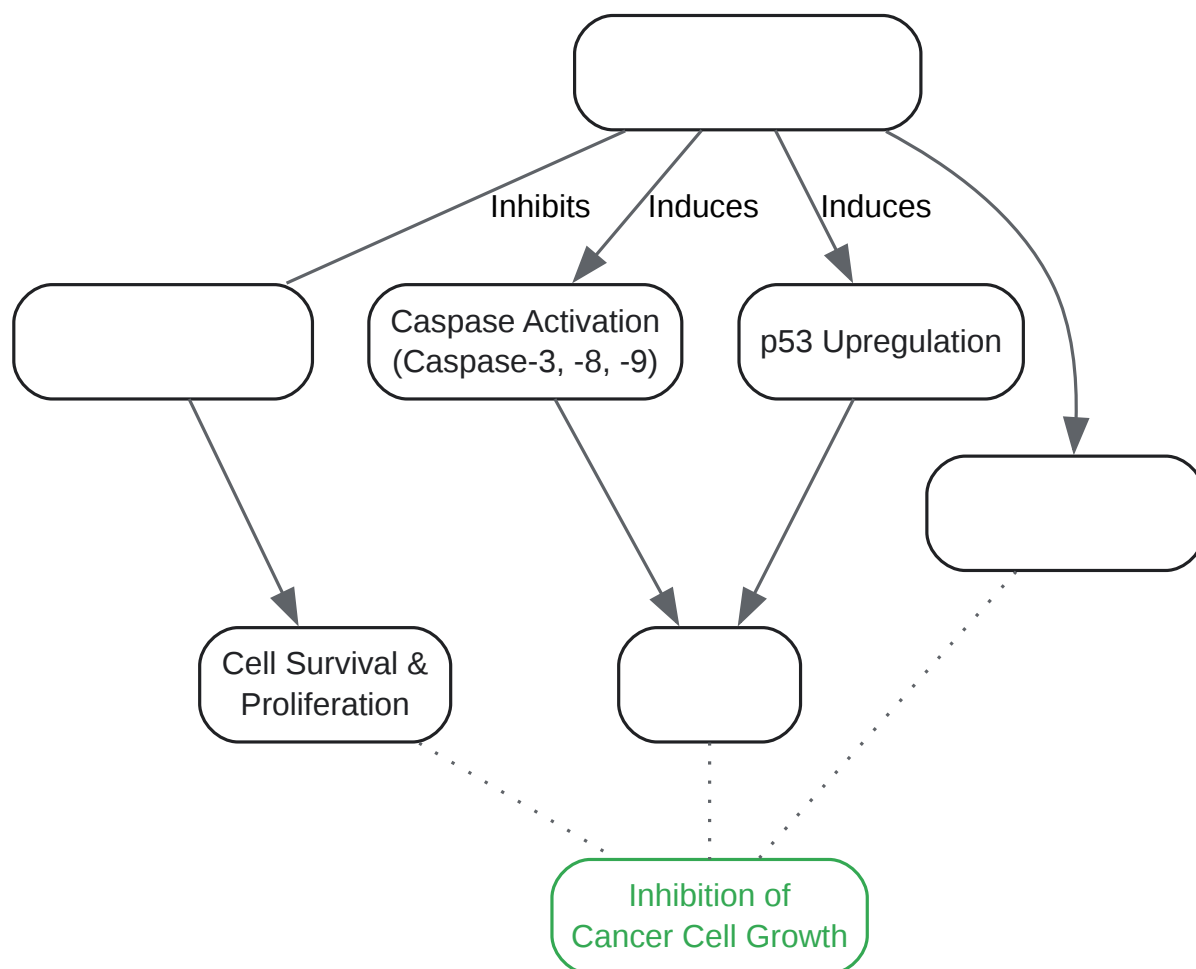 Inhibits
Induces
Induces
Caspase Activation
(Caspase-3, -8, -9)
p53 Upregulation
Cell Survival &
Proliferation
Inhibition of
Cancer Cell Growth